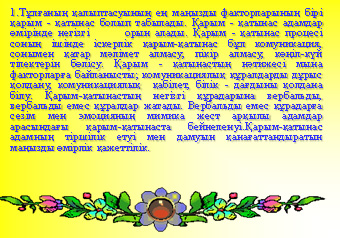 1.Тұлғаның қалыптасуының ең маңызды факторларының бірі
қарым - қатынас болып табылады. Қарым - қатынас адамдар
өмірінде негізгі орын алады. Қарым - қатынас процесі
соның ішінде іскерлік қарым-қатынас бұл коммуникация,
сонымен қатар мәлімет алмасу, пікір алмасу, көңіл-күй
тілектерін бөлісу. Қарым - қатынастың нәтижесі мына
факторларға байланысты; коммуникациялық құралдарды дұрыс
қолдану, коммуникациялық қабілет, білік - дағдыны қолдана
білу. Қарым-қатынастың негізгі құралдарына вербальды,
вербальды емес құралдар жатады. Вербальды емес құралдарға
сезім мен эмоцияның мимика жест арқылы адамдар
арасындағы қарым-қатынаста бейнеленуі.Қарым-қатынас
адамның тіршілік етуі мен дамуын қанағаттандыратын
маңызды өмірлік қажеттілік.